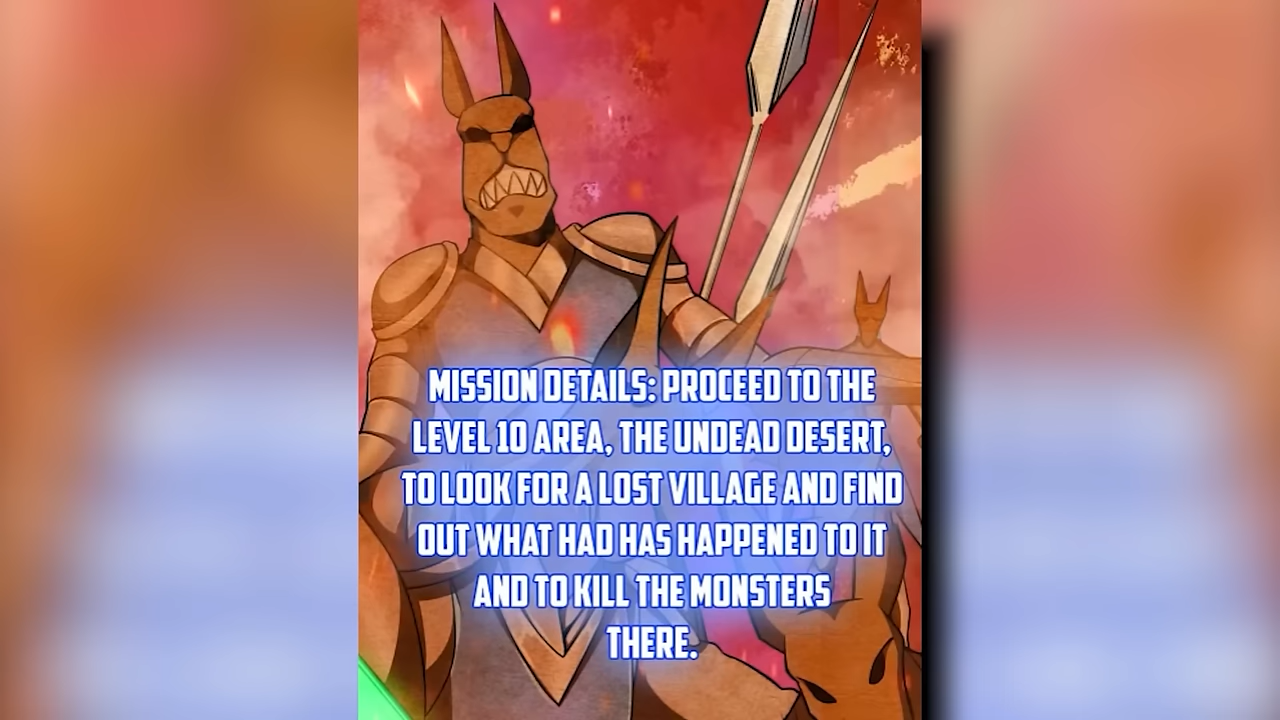 MISSION DETAILS: PROCEED TO THE
LEVEL 10 AREA, THE UNDEAD DESERT,
TO LOOK FOR A LOST VILLAGE AND FIND
OUT WHAT HAD HAS HAPPENED TO IT
AND TO KILL THE MONSTERS
THERE.